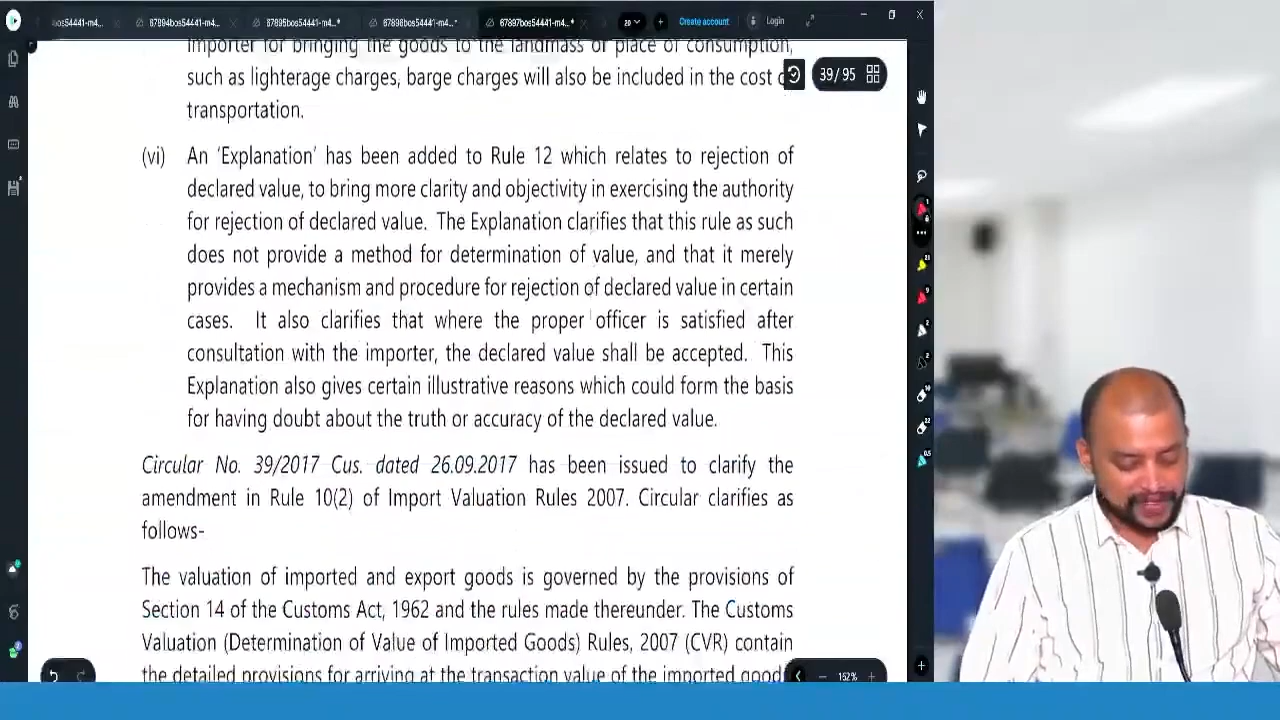 os54441-m4...
67894bos54441-m4...
67895bos54441-m4...*
67896bos54441-m4...*
67897bos54441-m4...*
20
Create account
Login
importer for bringing the goods to the landmass or place of consumption,
39/95
such as lighterage charges, barge charges will also be included in the cost
transportation.
(vi) An ‘Explanation’ has been added to Rule 12 which relates to rejection of
declared value, to bring more clarity and objectivity in exercising the authority
for rejection of declared value. The Explanation clarifies that this rule as such
does not provide a method for determination of value, and that it merely
provides a mechanism and procedure for rejection of declared value in certain
cases. It also clarifies that where the proper officer is satisfied after
consultation with the importer, the declared value shall be accepted. This
Explanation also gives certain illustrative reasons which could form the basis
for having doubt about the truth or accuracy of the declared value.
Circular No. 39/2017 Cus. dated 26.09.2017 has been issued to clarify the
amendment in Rule 10(2) of Import Valuation Rules 2007. Circular clarifies as
follows-
The valuation of imported and export goods is governed by the provisions of
Section 14 of the Customs Act, 1962 and the rules made thereunder. The Customs
Valuation (Determination of Value of Imported Goods) Rules, 2007 (CVR) contain
the detailed provisions for arriving at the transaction value of the imported
152%